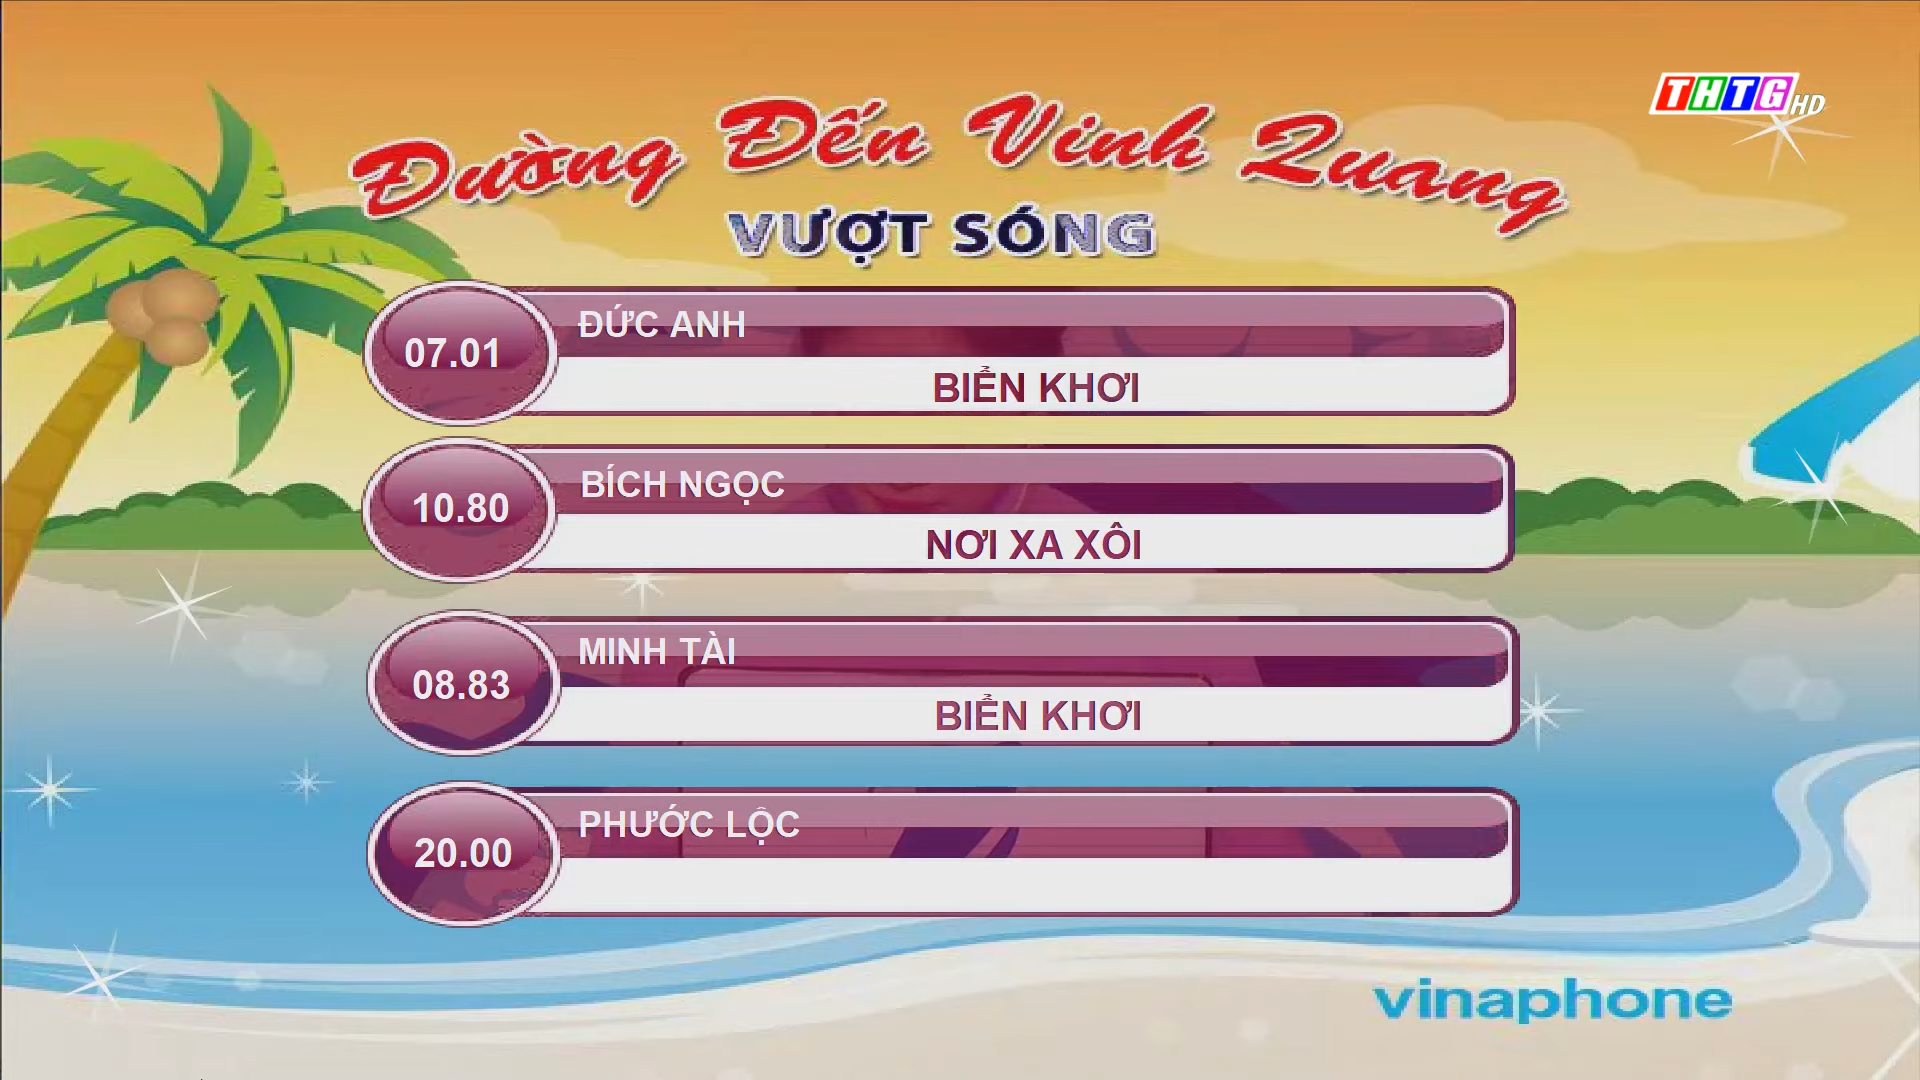 THTG HD
Đường Đến Vinh Quang
VƯỢT SÓNG
07.01
ĐỨC ANH
BIỂN KHƠI
10.80
BÍCH NGỌC
NƠI XA XÔI
08.83
MINH TÀI
BIỂN KHƠI
20.00
PHƯỚC LỘC
vinaphone